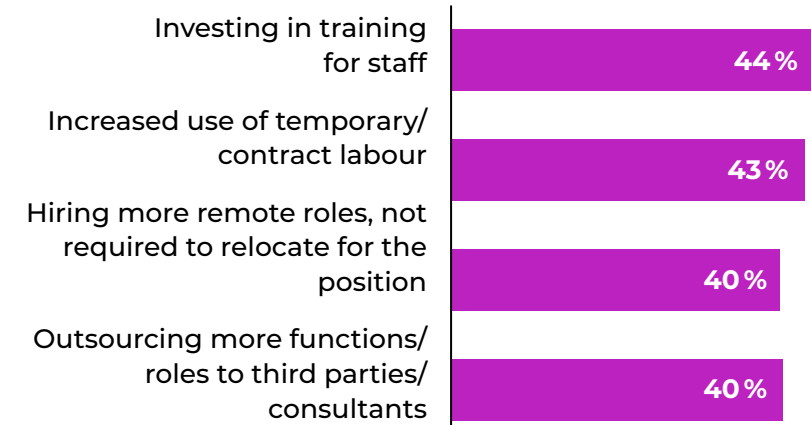 Investing in training
for staff
44 %
Increased use of temporary/
contract labour
43 %
Hiring more remote roles, not
required to relocate for the
position
40 %
Outsourcing more functions/
roles to third parties/
consultants
40 %